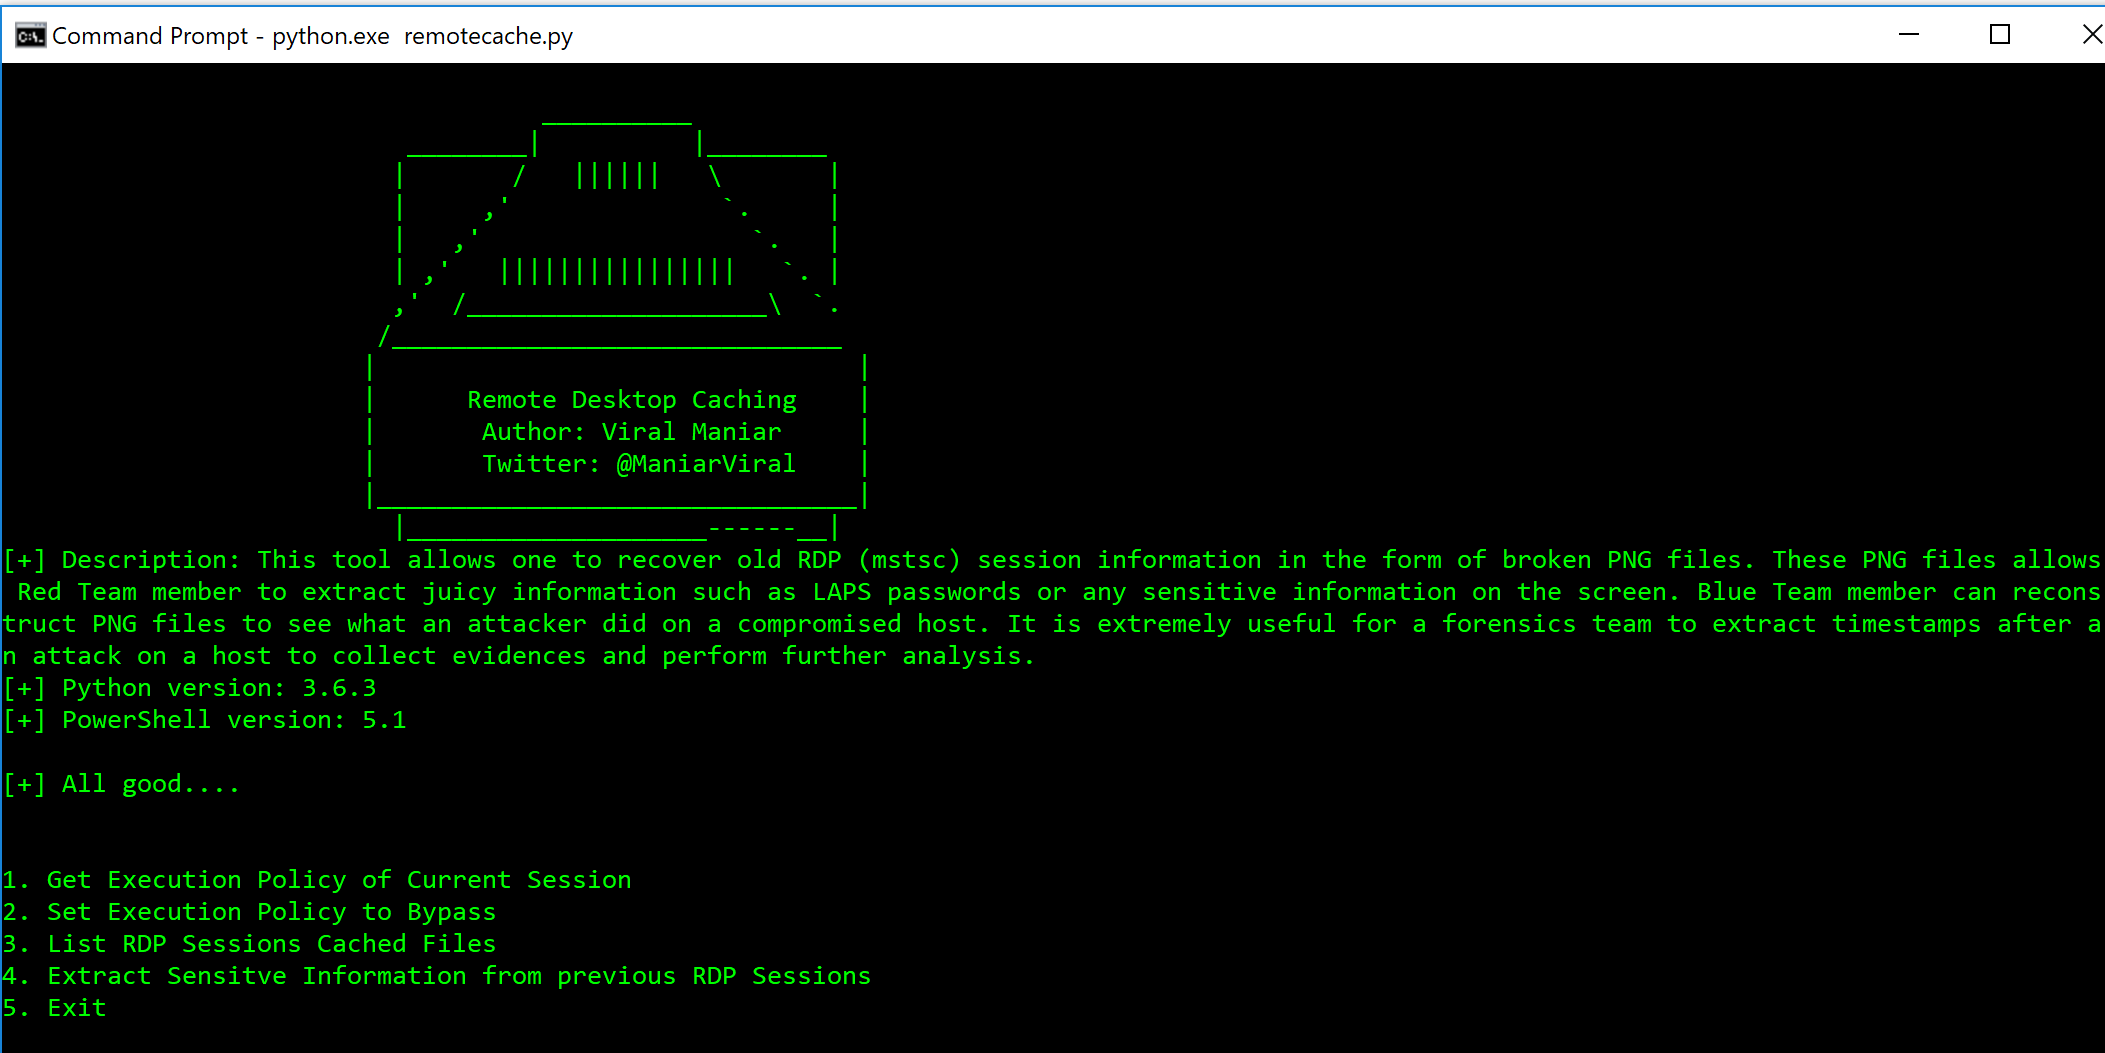 Command Prompt - python.exe  remotecache.py
Remote Desktop Caching
Author: Viral Maniar
Twitter: @ManiarViral
[+] Description: This tool allows one to recover old RDP (mstsc) session information in the form of broken PNG files. These PNG files allows
 Red Team member to extract juicy information such as LAPS passwords or any sensitive information on the screen. Blue Team member can recons
truct PNG files to see what an attacker did on a compromised host. It is extremely useful for a forensics team to extract timestamps after a
n attack on a host to collect evidences and perform further analysis.
[+] Python version: 3.6.3
[+] PowerShell version: 5.1
[+] All good....
1. Get Execution Policy of Current Session
2. Set Execution Policy to Bypass
3. List RDP Sessions Cached Files
4. Extract Sensitve Information from previous RDP Sessions
5. Exit